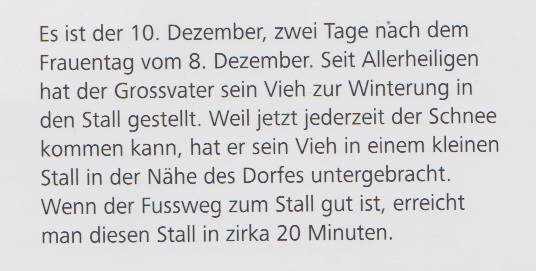 Es ist der 10. Dezember, zwei Tage nach dem
Frauentag vom 8. Dezember. Seit Allerheiligen
hat der Grossvater sein Vieh zur Winterung in
den Stall gestellt. Weil jetzt jederzeit der Schnee
kommen kann, hat er sein Vieh in einem kleinen
Stall in der Nähe des Dorfes untergebracht.
Wenn der Fussweg zum Stall gut ist, erreicht
man diesen Stall in zirka 20 Minuten.